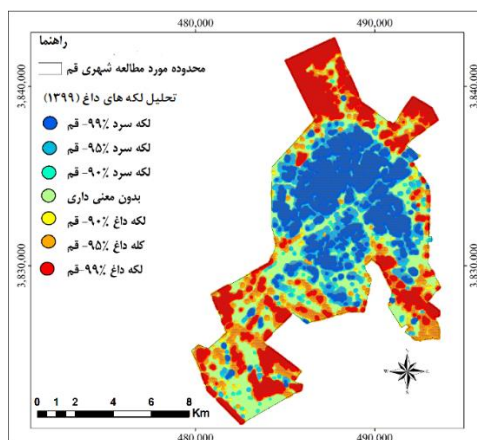 480,000 490,000
راهنما
محدوده مورد مطالعه شهری قم
تحلیل لکه های داغ (۱۳۹۹)
لکه سرد ۹۹%- قم
لکه سرد ۹۵%- قم
لکه سرد ۹۰%- قم
بدون معنی داری
لکه داغ ۹۰%- قم
کله داغ ۹۵%- قم
لکه داغ ۹۹%-قم
3,840,000 3,840,000
3,830,000 3,830,000
N
W E
S
0 1 2 4 6 8
Km
480,000 490,000